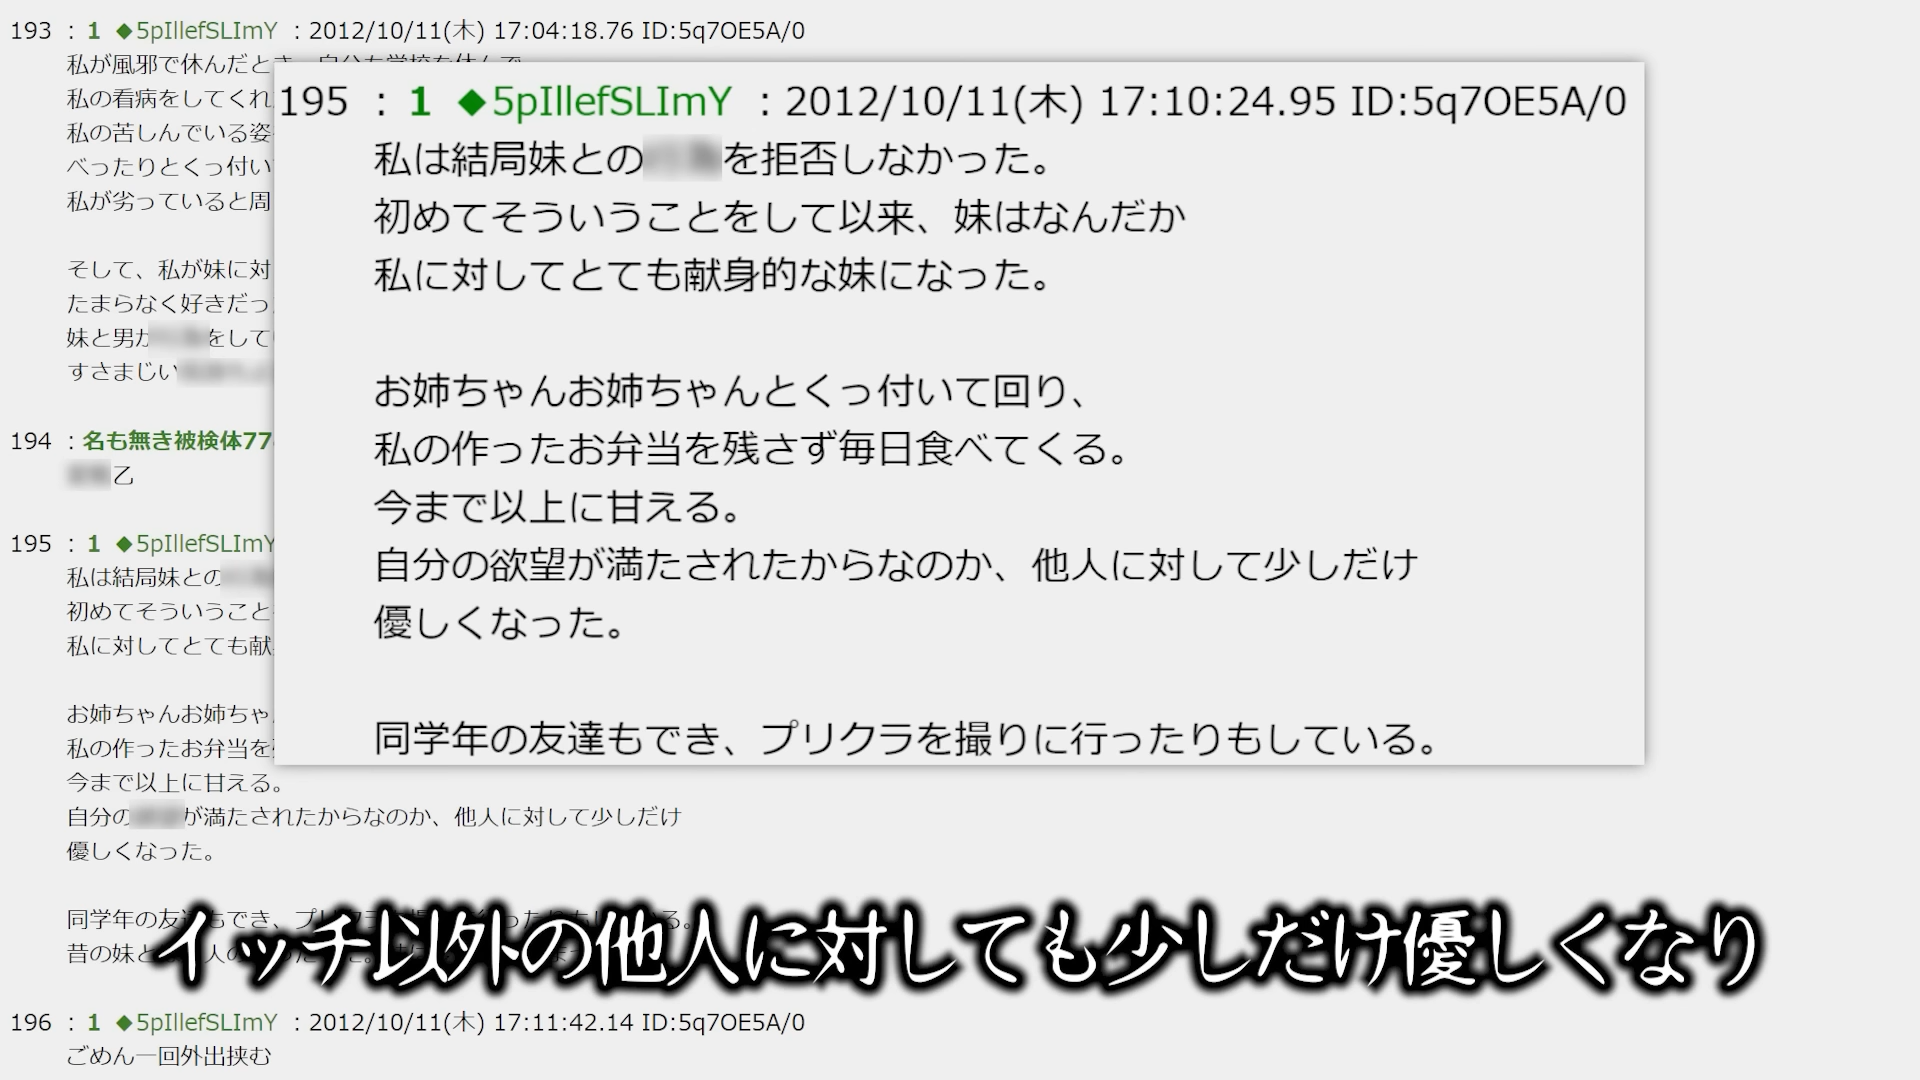 193 ：1 ◆5pIllefSLImY ：2012/10/11(木) 17:04:18.76 ID:5q7OE5A/0
私が風邪で休んだとき、自分も学校を休んで
私の看病をしてくれ
私の苦しんでいる姿
べったりとくっ付い
私が劣っていると周
そして、私が妹に対
たまらなく好きだっ
妹と男が をして
すさまじい
194 ：名も無き被検体77
乙
195 ：1 ◆5pIllefSLImY
私は結局妹との
初めてそういうこと
私に対してとても献
お姉ちゃんお姉ちゃ
私の作ったお弁当を
今まで以上に甘える。
自分の が満たされたからなのか、他人に対して少しだけ
優しくなった。
同学年の友達もでき、プリ
昔の妹と
196 ：1 ◆5pIllefSLImY ：2012/10/11(木) 17:11:42.14 ID:5q7OE5A/0
ごめん一回外出挟む
195 ：1 ◆5pIllefSLImY ：2012/10/11(木) 17:10:24.95 ID:5q7OE5A/0
私は結局妹との を拒否しなかった。
初めてそういうことをして以来、妹はなんだか
私に対してとても献身的な妹になった。
お姉ちゃんお姉ちゃんとくっ付いて回り、
私の作ったお弁当を残さず毎日食べてくる。
今まで以上に甘える。
自分の欲望が満たされたからなのか、他人に対して少しだけ
優しくなった。
同学年の友達もでき、プリクラを撮りに行ったりもしている。
イッチ以外の他人に対しても少しだけ優しくなり